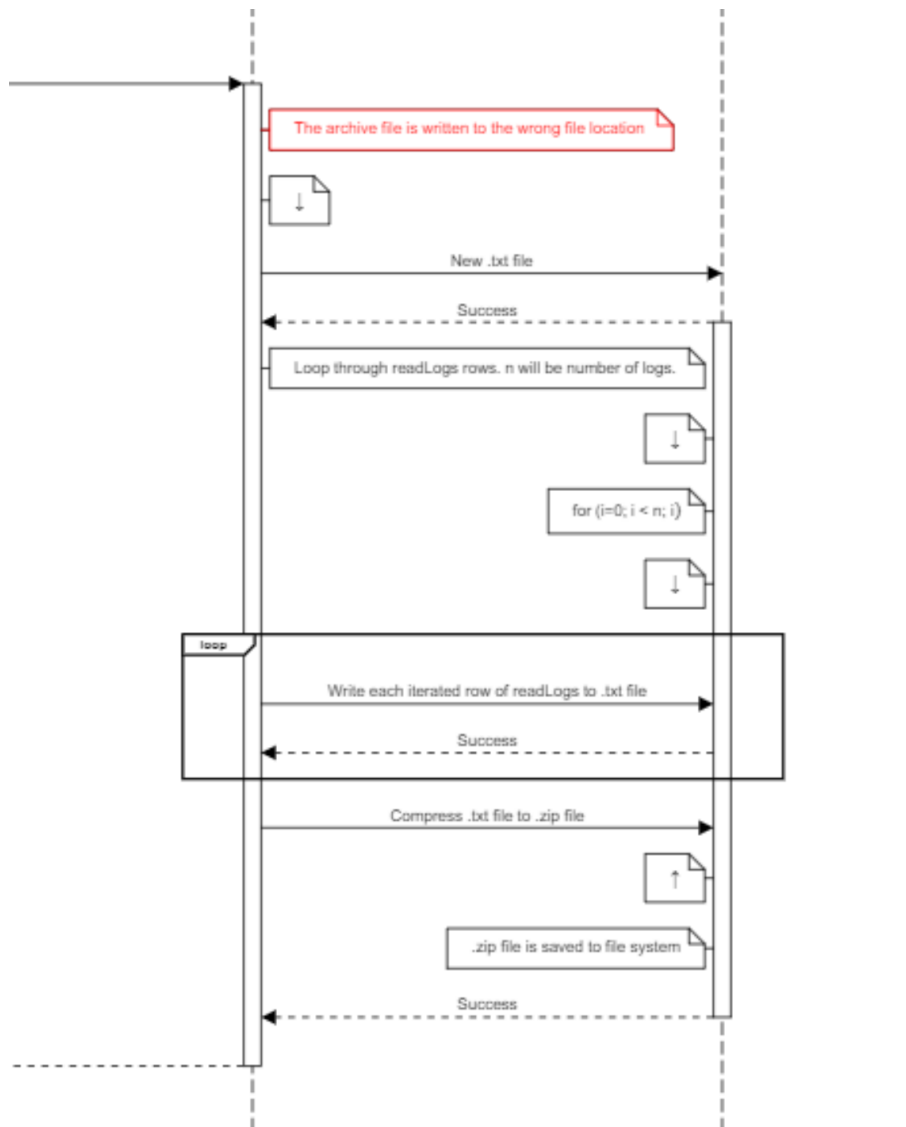 The archive file is written to the wrong file location
↓
New .txt file
Success
Loop through readLogs rows. n will be number of logs.
↓
for (i=0; i < n; i)
↓
loop
Write each iterated row of readLogs to .txt file
Success
Compress .txt file to .zip file
↑
.zip file is saved to file system
Success